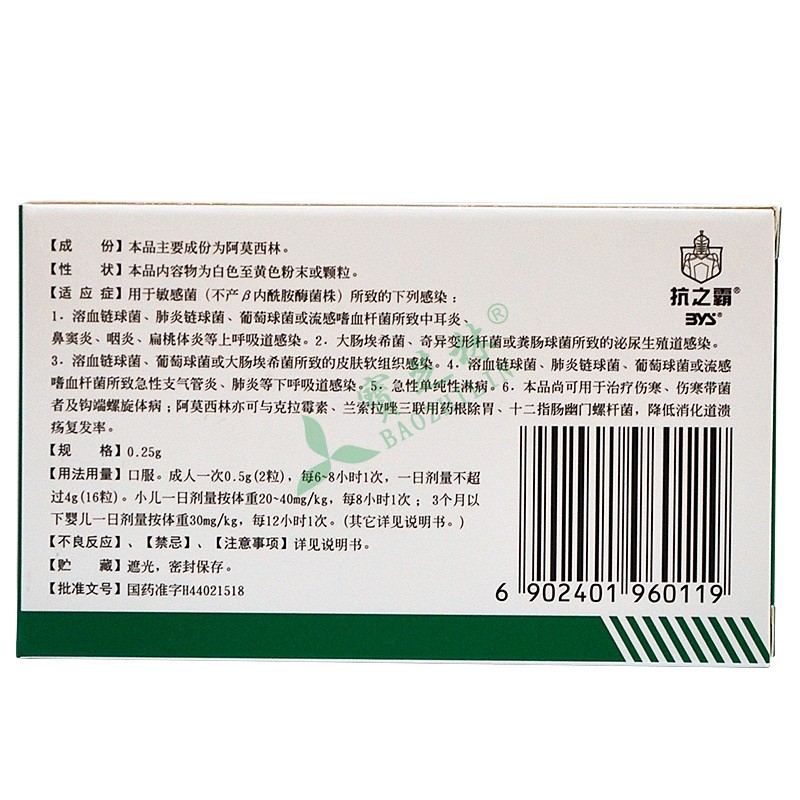 【成　份】本品主要成份为阿莫西林。
【性　状】本品内容物为白色至黄色粉末或颗粒。
【适 应 症】用于敏感菌（不产β内酰胺酶菌株）所致的下列感染：
1．溶血链球菌、肺炎链球菌、葡萄球菌或流感嗜血杆菌所致中耳炎、
鼻窦炎、咽炎、扁桃体炎等上呼吸道感染。2．大肠埃希菌、奇异变形杆菌或粪肠球菌所致的泌尿生殖道感染。
3．溶血链球菌、葡萄球菌或大肠埃希菌所致的皮肤软组织感染。4．溶血链球菌、肺炎链球菌、葡萄球菌或流感
嗜血杆菌所致急性支气管炎、肺炎等下呼吸道感染。5．急性单纯性淋病。6．本品尚可用于治疗伤寒、伤寒带菌
者及钩端螺旋体病；阿莫西林亦可与克拉霉素、兰索拉唑三联用药根除胃、十二指肠幽门螺杆菌，降低消化道溃
疡复发率。
【规　格】0.25g
【用法用量】口服。成人一次0.5g(2粒)，每6~8小时1次，一日剂量不超
过4g(16粒)。小儿一日剂量按体重20~40mg/kg，每8小时1次；3个月以
下婴儿一日剂量按体重30mg/kg，每12小时1次。(其它详见说明书。)
【不良反应】、【禁忌】、【注意事项】详见说明书。
【贮　藏】遮光，密封保存。
【批准文号】国药准字H44021518
抗之霸®
BYS®
BAOZHILIN®
6 902401 960119